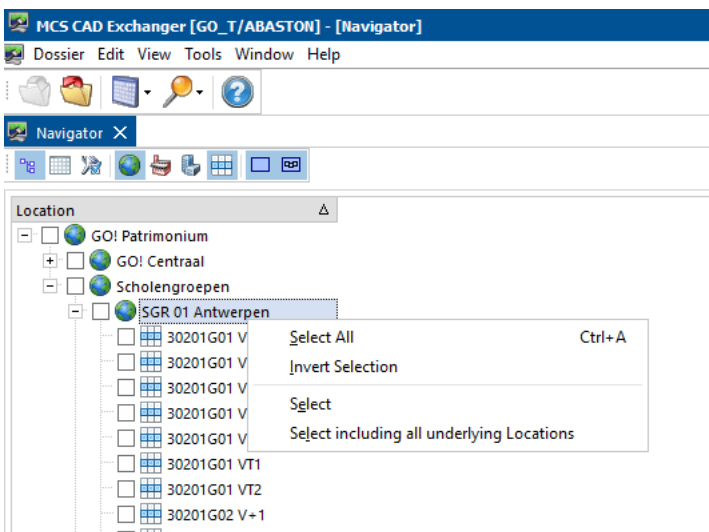 MCS CAD Exchanger [GO_T/ABASTON] - [Navigator]
Dossier Edit View Tools Window Help
Navigator
Location
GO! Patrimonium
GO! Centraal
Scholengroepen
SGR 01 Antwerpen
30201G01 V
30201G01 V
30201G01 V
30201G01 V
30201G01 V
30201G01 VT1
30201G01 VT2
30201G02 V+1
Select All Ctrl+A
Invert Selection
Select
Select including all underlying Locations